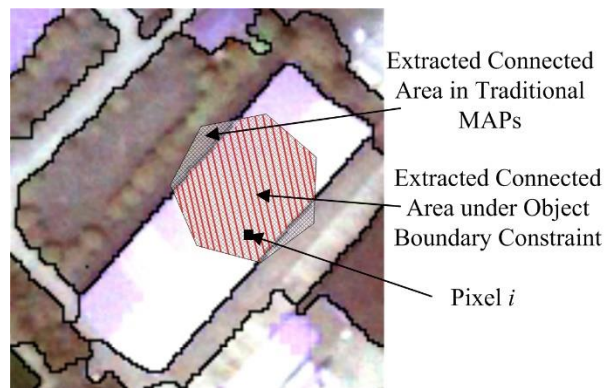 Extracted Connected
Area in Traditional
MAPs
Extracted Connected
Area under Object
Boundary Constraint
Pixel i